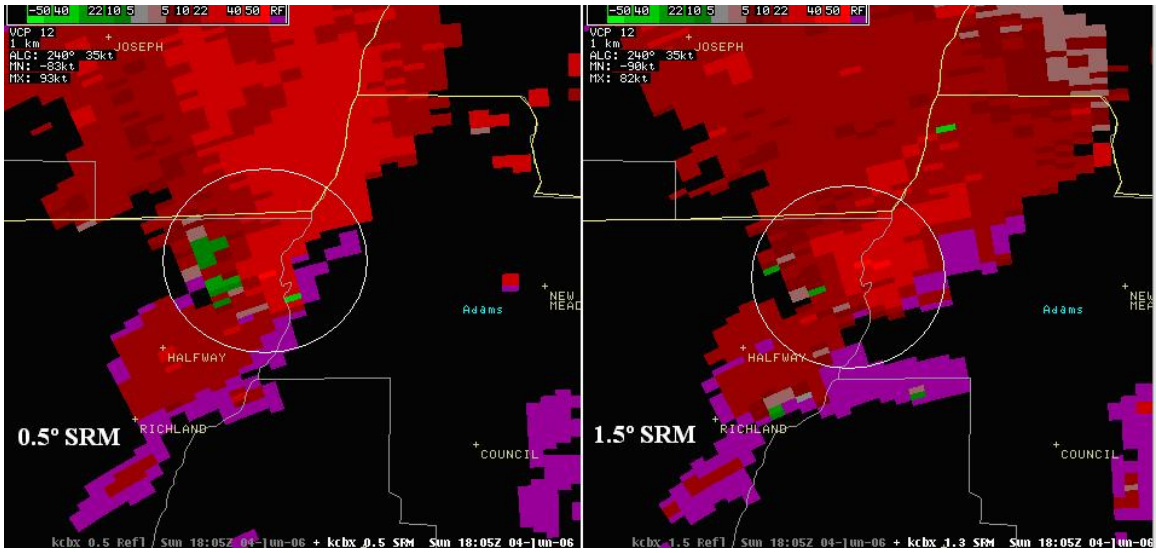 -50 40 22 10 5 5 10 22 40 50 RF
VCP 12
1 km
ALG: 240° 35kt
MN: -83kt
MX: 93kt
JOSEPH
NEW
MEAD
Adams
HALFWAY
RICHLAND
COUNCIL
0.5° SRM
kcbx 0.5 Refl Sun 18:05Z 04-Jun-06 + kcbx 0.5 SRM Sun 18:05Z 04-Jun-06
-50 40 22 10 5 5 10 22 40 50 RF
VCP 12
1 km
ALG: 240° 35kt
MN: -90kt
MX: 82kt
JOSEPH
NEW
MEA
Adams
HALFWAY
RICHLAND
COUNCIL
1.5° SRM
kcbx 1.5 Refl Sun 18:05Z 04-Jun-06 + kcbx 1.3 SRM Sun 18:05Z 04-Jun-06